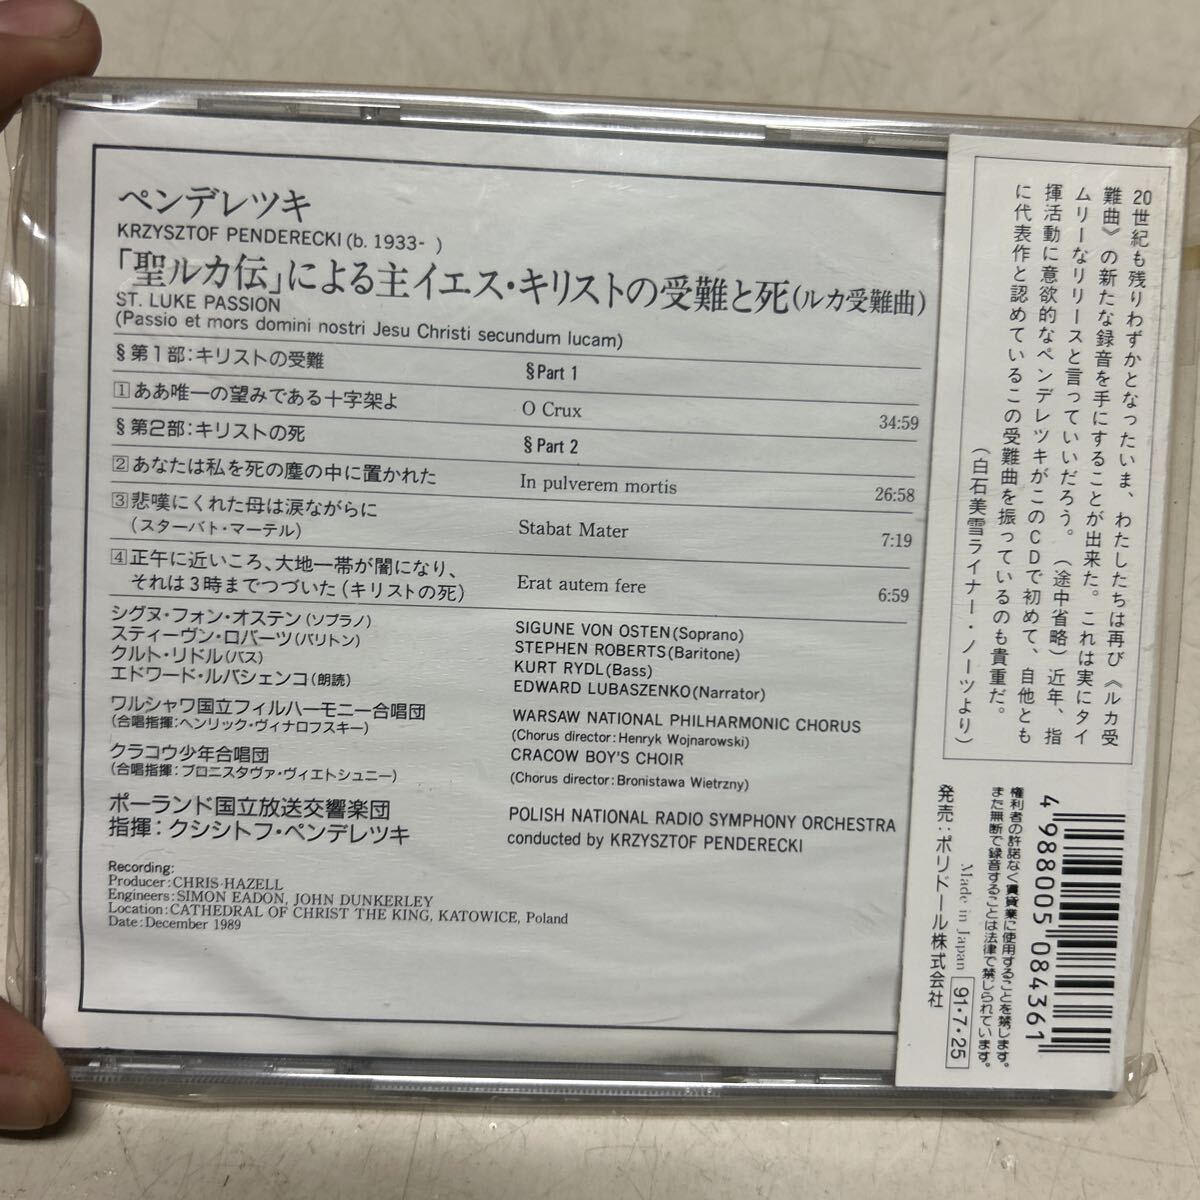 ペンデレツキ
KRZYSZTOF PENDERECKI (b. 1933- )
「聖ルカ伝」による主イエス・キリストの受難と死(ルカ受難曲)
ST. LUKE PASSION
(Passio et mors domini nostri Jesu Christi secundum lucam)
§第1部:キリストの受難 §Part 1
1 ああ唯一の望みである十字架よ O Crux 34:59
§第2部:キリストの死 §Part 2
2 あなたは私を死の塵の中に置かれた In pulverem mortis 26:58
3 悲嘆にくれた母は涙ながらに Stabat Mater 7:19
(スターバト・マーテル)
4 正午に近いころ、大地一帯が闇になり、 Erat autem fere 6:59
それは3時までつづいた(キリストの死)
シグヌ・フォン・オステン(ソプラノ) SIGUNE VON OSTEN(Soprano)
スティーヴン・ロバーツ(バリトン) STEPHEN ROBERTS(Baritone)
クルト・リドル(バス) KURT RYDL(Bass)
エドワード・ルバシェンコ(朗読) EDWARD LUBASZENKO(Narrator)
ワルシャワ国立フィルハーモニー合唱団 WARSAW NATIONAL PHILHARMONIC CHORUS
(合唱指揮:ヘンリック・ヴィナロフスキー) (Chorus director:Henryk Wojnarowski)
クラコウ少年合唱団 CRACOW BOY'S CHOIR
(合唱指揮:ブロニスタヴァ・ヴィエトシュニー) (Chorus director:Bronistawa Wietrzny)
ポーランド国立放送交響楽団 POLISH NATIONAL RADIO SYMPHONY ORCHESTRA
指揮:クシシトフ・ペンデレツキ conducted by KRZYSZTOF PENDERECKI
Recording:
Producer:CHRIS HAZELL
Engineers:SIMON EADON, JOHN DUNKERLEY
Location:CATHEDRAL OF CHRIST THE KING, KATOWICE, Poland
Date:December 1989
20世紀も残りわずかとなったいま、わたしたちは再び《ルカ受
難曲》の新たな録音を手にすることが出来た。これは実にタイ
ムリーなリリースと言っていいだろう。(途中省略)近年、指
揮活動に意欲的なペンデレツキがこのCDで初めて、自他とも
に代表作と認めているこの受難曲を振っているのも貴重だ。
(白石美雪ライナー・ノーツより)
4 988005 084361
権利者の許諾なく賃貸業に使用することを禁じます。
また無断で録音することは法律で禁じられています。
Made in Japan 91・7・25
発売:ポリドール株式会社